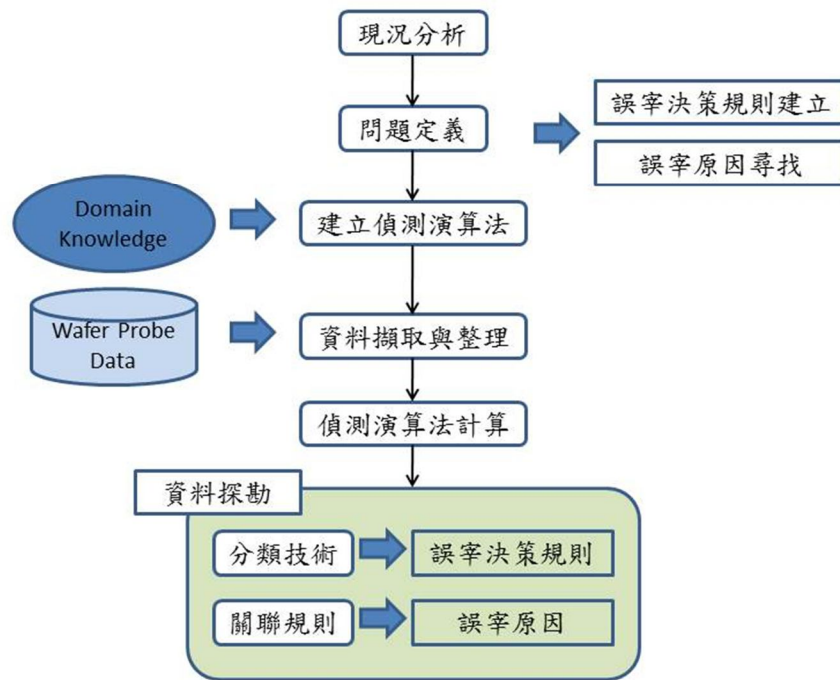 現況分析
問題定義
誤宰決策規則建立
誤宰原因尋找
Domain
Knowledge
建立偵測演算法
Wafer Probe
Data
資料擷取與整理
偵測演算法計算
資料探勘
分類技術
誤宰決策規則
關聯規則
誤宰原因